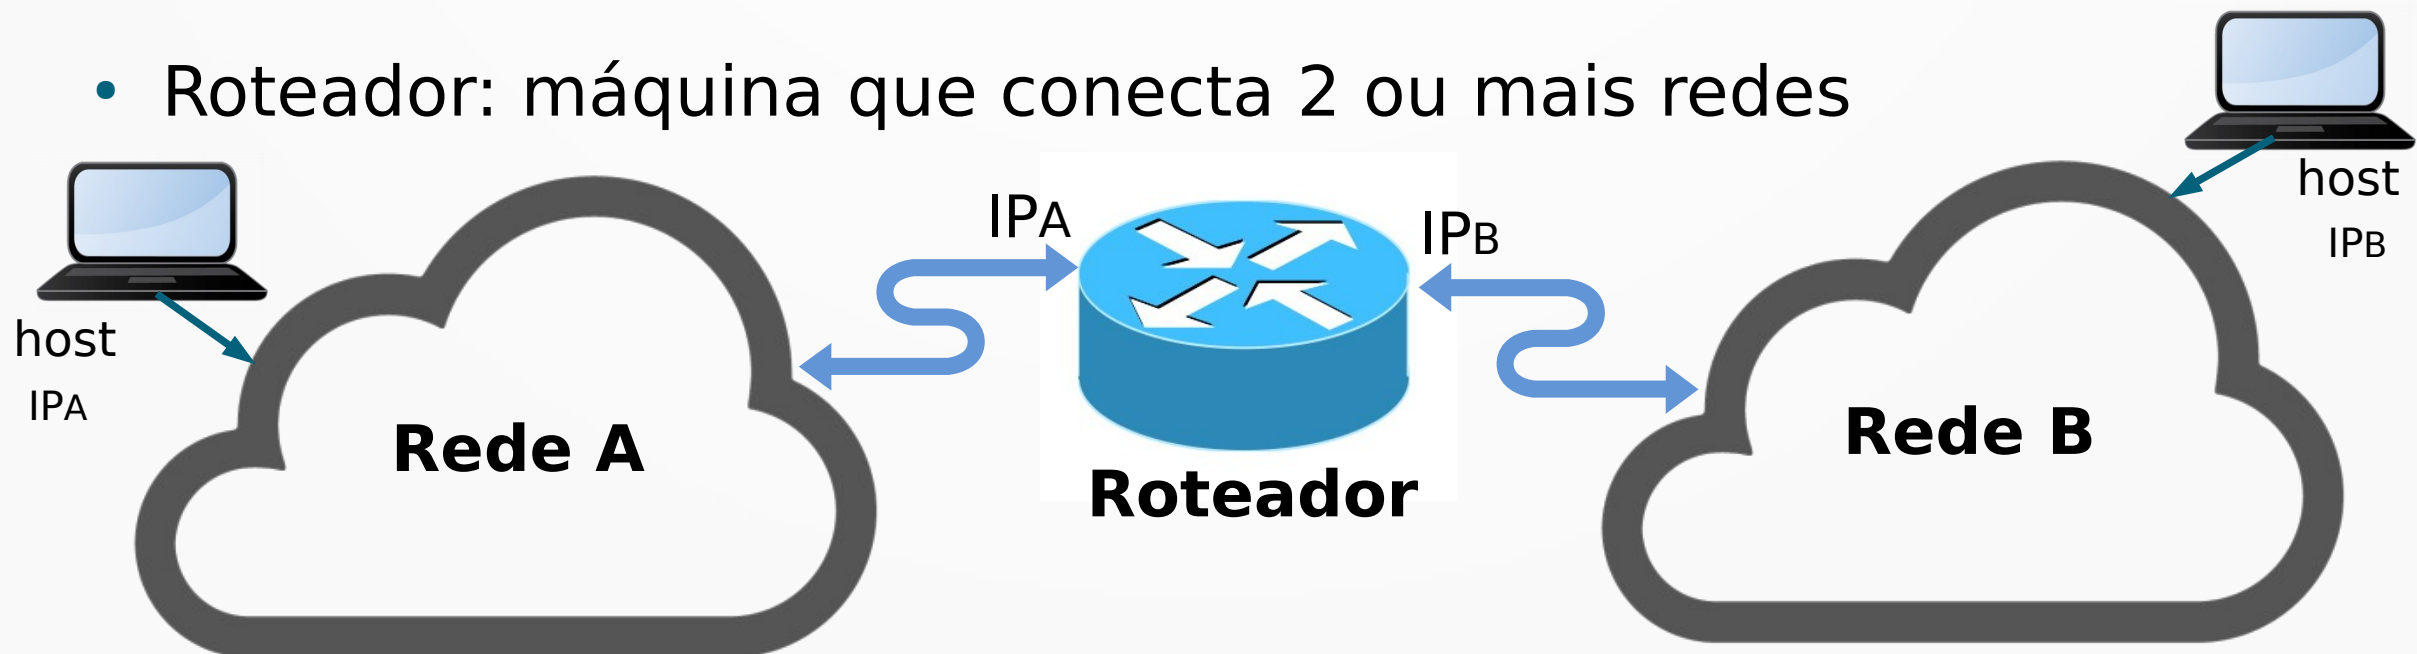 • Roteador: máquina que conecta 2 ou mais redes
host
IPA
Rede A
IPA
Roteador
IPB
Rede B
host
IPB